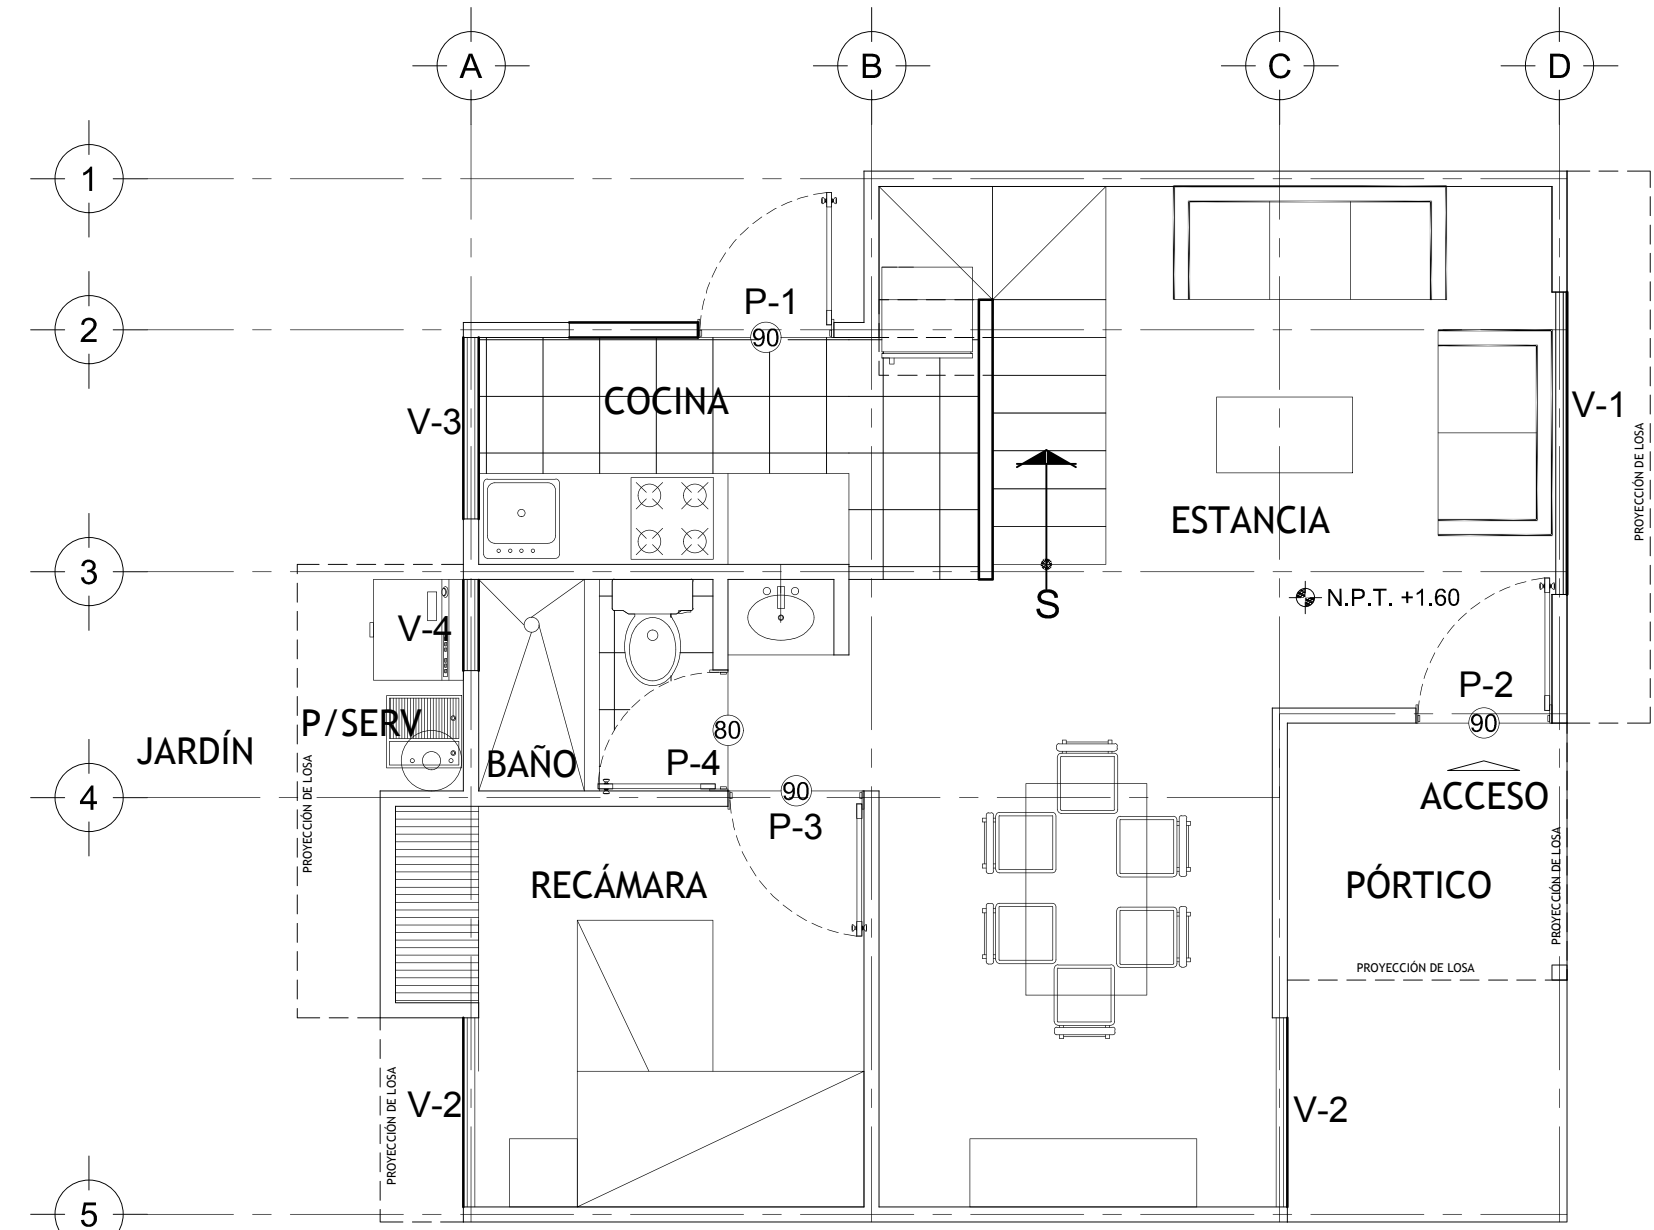 A
B
C
D
1
2
3
4
5
P-1
90
COCINA
V-3
V-1
PROYECCIÓN DE LOSA
ESTANCIA
S
N.P.T. +1.60
V-4
P-2
90
P/SERV
JARDÍN
BAÑO
80
P-4
90
P-3
ACCESO
PROYECCIÓN DE LOSA
RECÁMARA
PÓRTICO
PROYECCIÓN DE LOSA
PROYECCIÓN DE LOSA
V-2
V-2
PROYECCIÓN DE LOSA